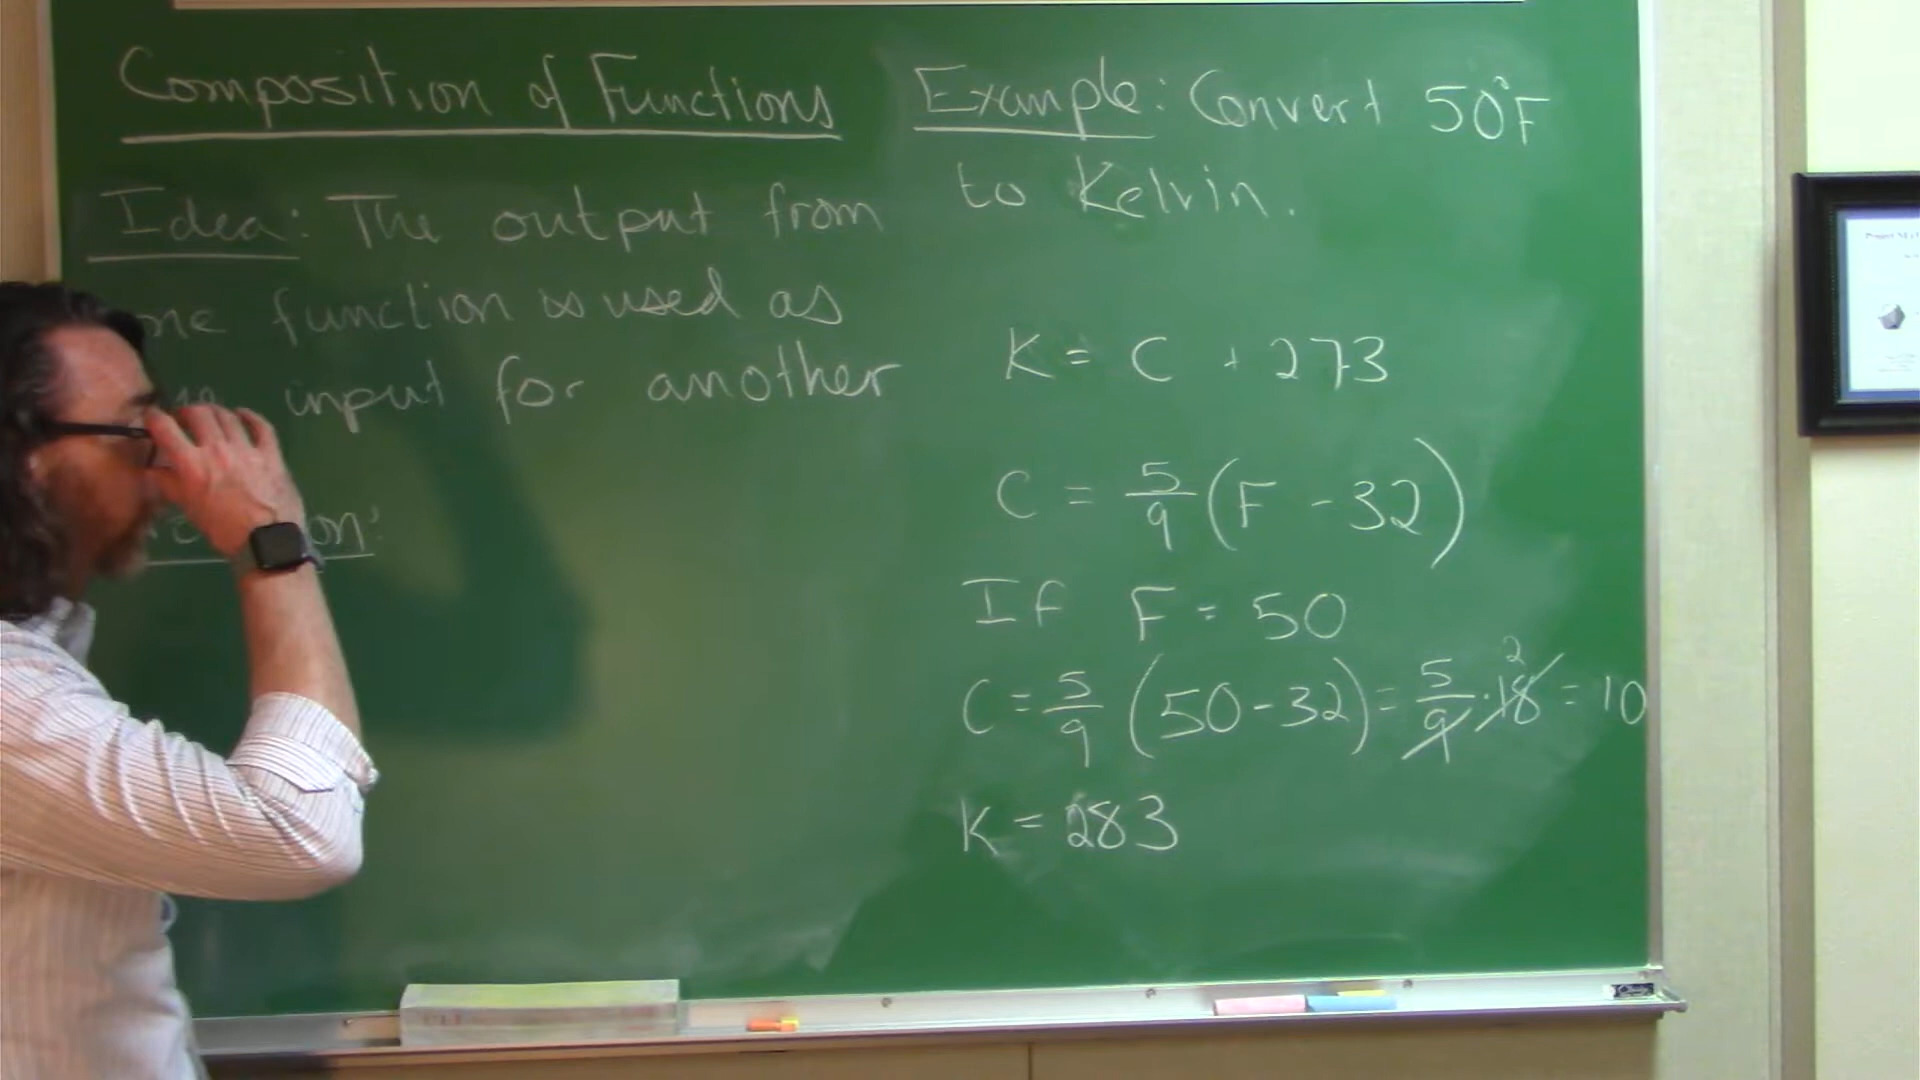 Composition of Functions
Idea: The output from
function is used as
input for another
Example: Convert 50°F
to Kelvin.
K = C + 273
C = 5/9 (F - 32)
If F = 50
C = 5/9 (50 - 32) = 5/9 · 18 2 = 10
K = 283